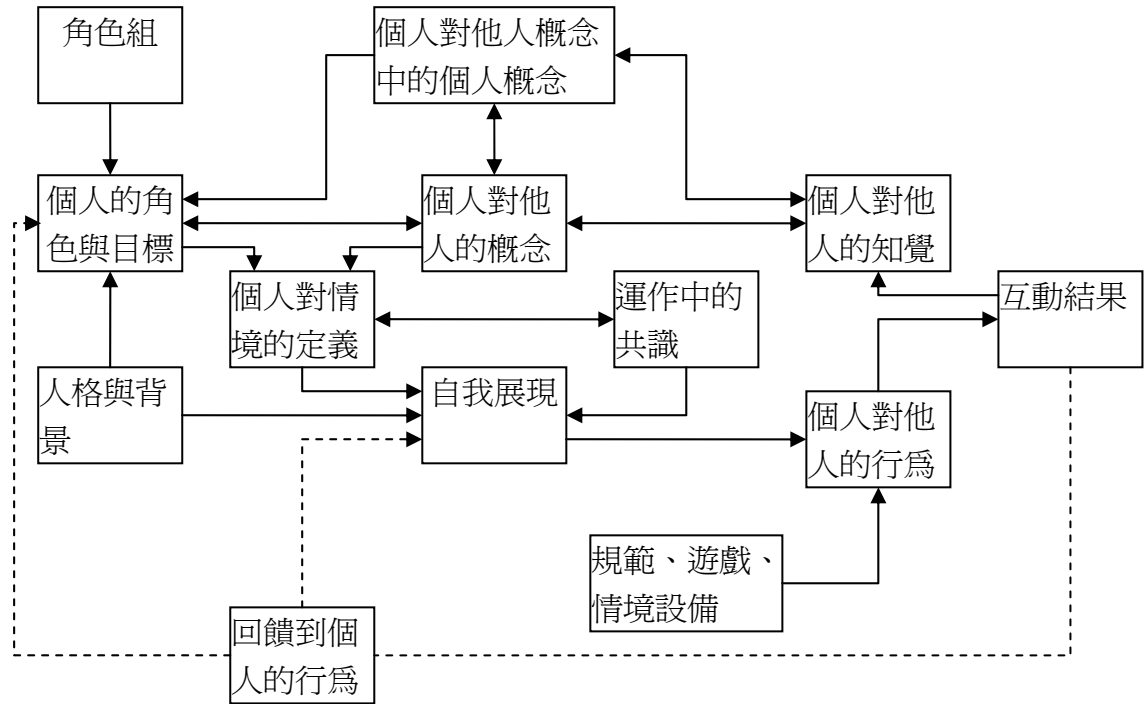 角色組
個人對他人概念
中的個人概念
個人的角
色與目標
個人對他
人的概念
個人對他
人的知覺
個人對情
境的定義
運作中的
共識
互動結果
人格與背
景
自我展現
個人對他
人的行為
規範、遊戲、
情境設備
回饋到個
人的行為